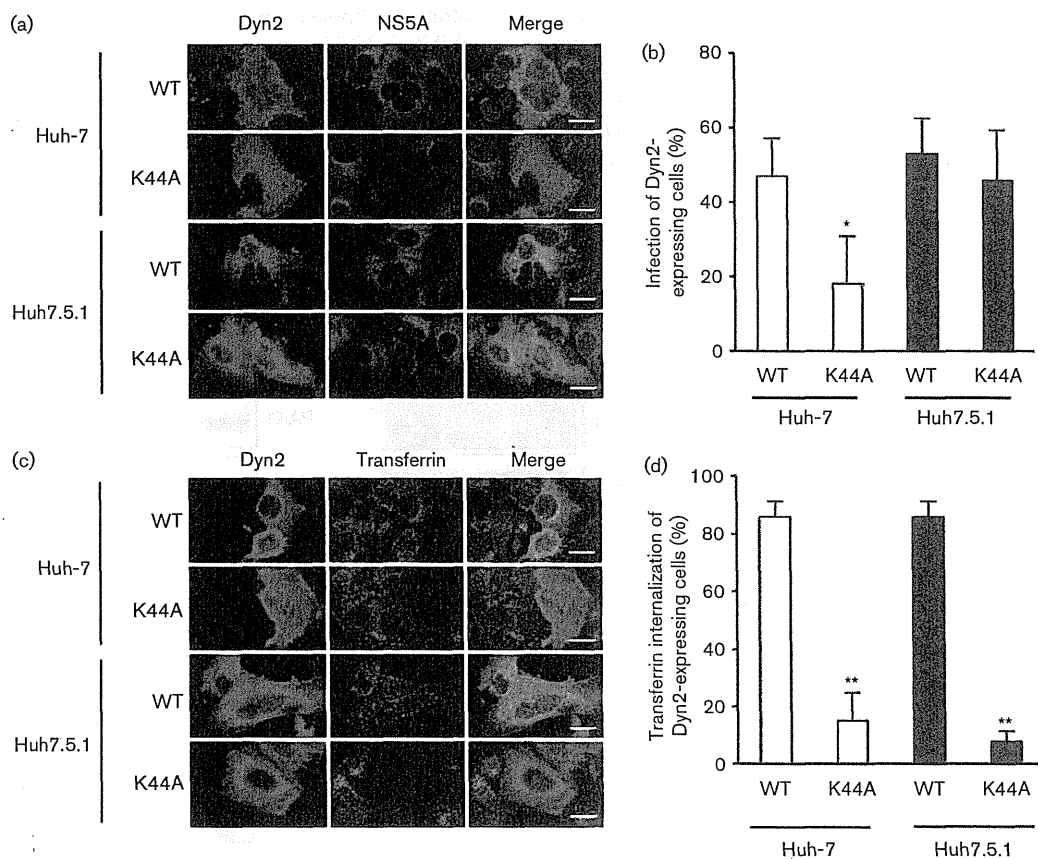 (a)
Dyn2 NS5A Merge
Huh-7
WT
K44A
Huh7.5.1
WT
K44A
(b)
Infection of Dyn2-
expressing cells (%)
80
60
40
20
0
*
WT K44A WT K44A
Huh-7 Huh7.5.1
(c)
Dyn2 Transferrin Merge
Huh-7
WT
K44A
Huh7.5.1
WT
K44A
(d)
Transferrin internalization of
Dyn2-expressing cells (%)
100
80
60
40
20
0
**
**
WT K44A WT K44A
Huh-7 Huh7.5.1